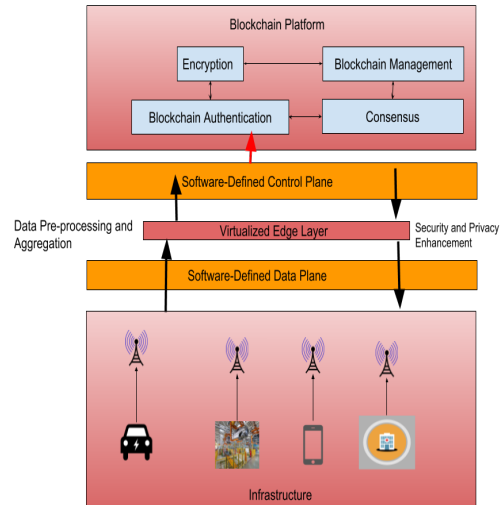 Blockchain Platform
Encryption
Blockchain Management
Blockchain Authentication
Consensus
Software-Defined Control Plane
Data Pre-processing and
Aggregation
Virtualized Edge Layer
Security and Privacy
Enhancement
Software-Defined Data Plane
Infrastructure